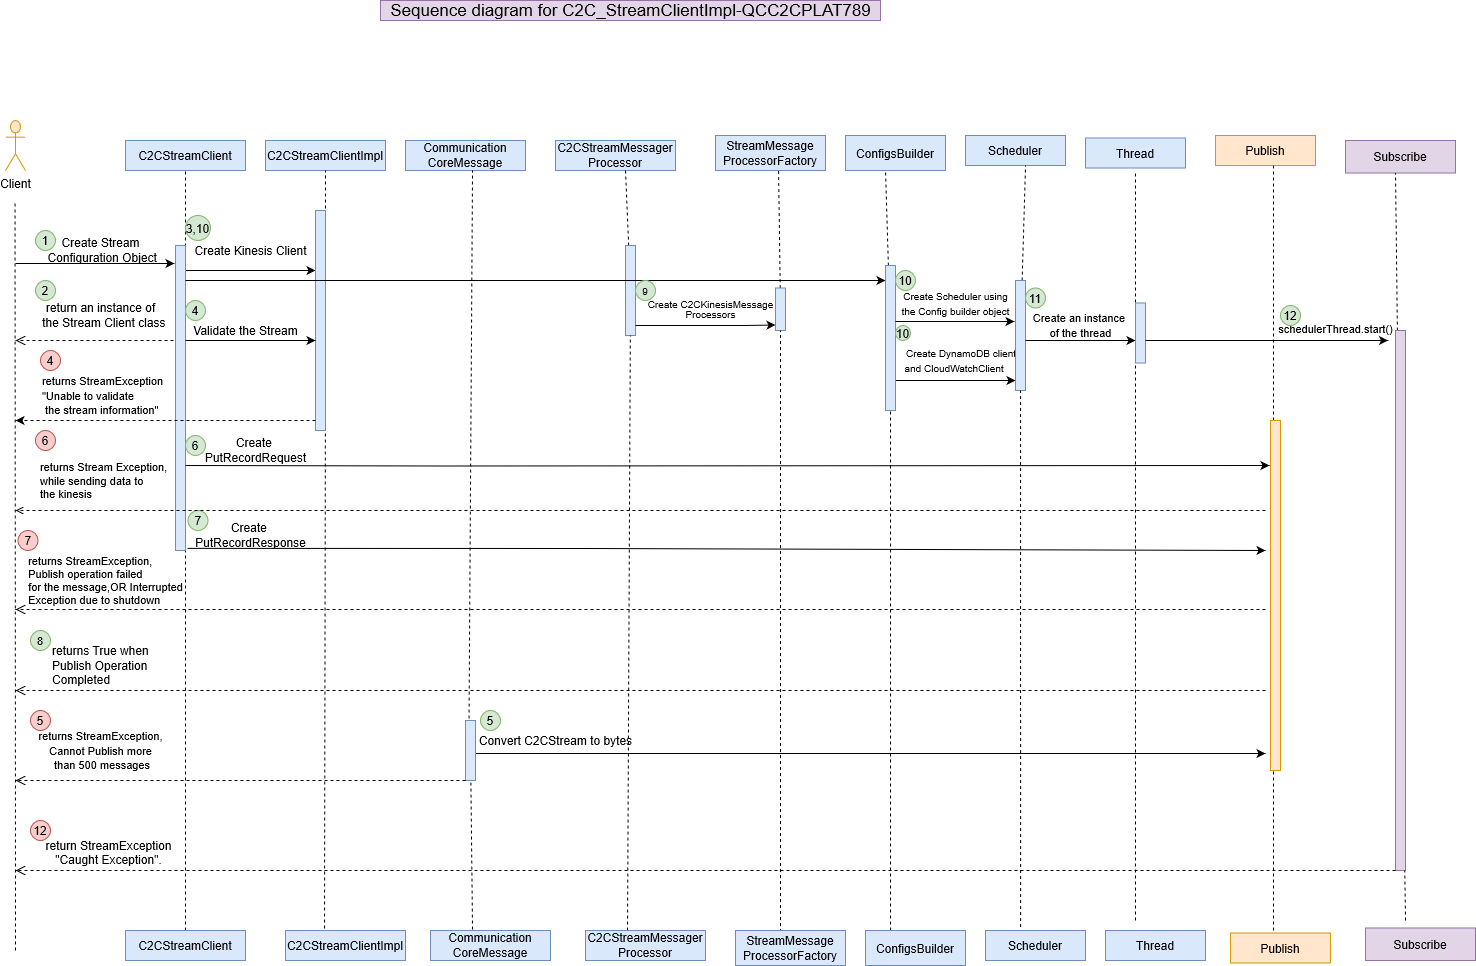 Sequence diagram for C2C_StreamClientImpl-QCC2CPLAT789
Client
C2CStreamClient
C2CStreamClientImpl
Communication
CoreMessage
C2CStreamMessager
Processor
StreamMessage
ProcessorFactory
ConfigsBuilder
Scheduler
Thread
Publish
Subscribe
1
Create Stream
Configuration Object
3,10
Create Kinesis Client
2
return an instance of
the Stream Client class
4
Validate the Stream
9
Create C2CKinesisMessage
Processors
10
Create Scheduler using
the Config builder object
10
Create DynamoDB client
and CloudWatchClient
11
Create an instance
of the thread
12
schedulerThread.start()
4
returns StreamException
"Unable to validate
the stream information"
6
returns Stream Exception,
while sending data to
the kinesis
6
Create
PutRecordRequest
7
Create
PutRecordResponse
7
returns StreamException,
Publish operation failed
for the message,OR Interrupted
Exception due to shutdown
8
returns True when
Publish Operation
Completed
5
returns StreamException,
Cannot Publish more
than 500 messages
5
Convert C2CStream to bytes
12
return StreamException
"Caught Exception".
C2CStreamClient
C2CStreamClientImpl
Communication
CoreMessage
C2CStreamMessager
Processor
StreamMessage
ProcessorFactory
ConfigsBuilder
Scheduler
Thread
Publish
Subscribe